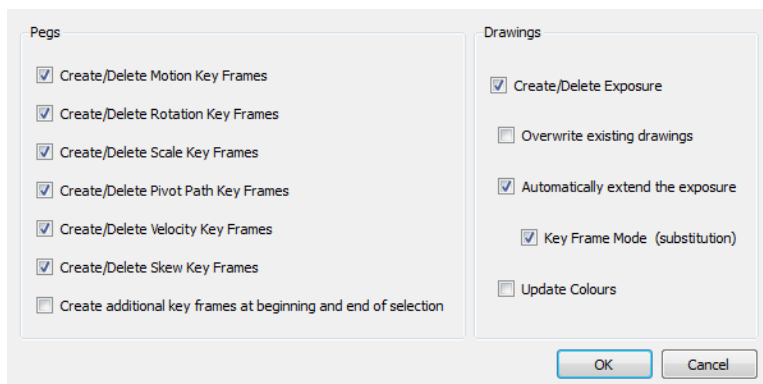 Pegs
Create/Delete Motion Key Frames
Create/Delete Rotation Key Frames
Create/Delete Scale Key Frames
Create/Delete Pivot Path Key Frames
Create/Delete Velocity Key Frames
Create/Delete Skew Key Frames
Create additional key frames at beginning and end of selection
Drawings
Create/Delete Exposure
Overwrite existing drawings
Automatically extend the exposure
Key Frame Mode (substitution)
Update Colours
OK
Cancel